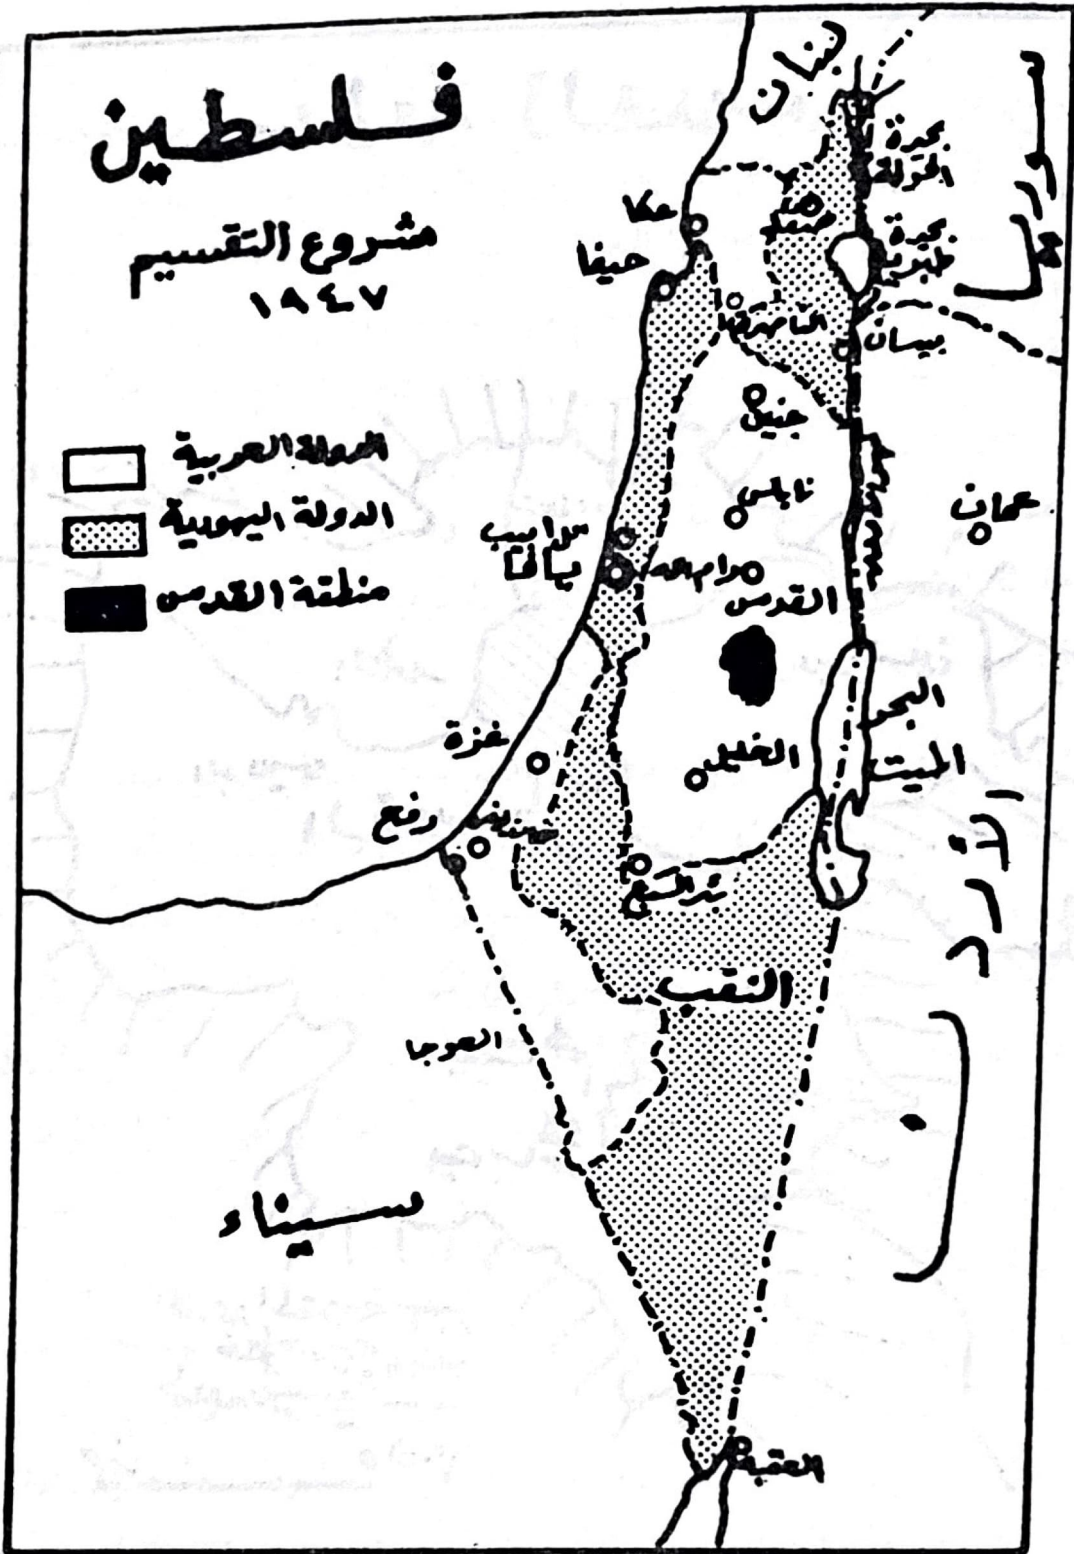 فلسطين
مشروع التقسيم
١٩٤٧
الدولة العربية
الدولة اليهودية
منطقة القدس
لبنان
سوريا
بحيرة
الحولة
صفد
بحيرة
طبريا
عكا
حيفا
الناصرة
بيسان
جنين
نابلس
عمان
تل ابيب
يافا
رام الله
القدس
البحر
الميت
الخليل
غزة
خان يونس
رفح
بئر السبع
النقب
العوجا
سيناء
الأردن
العقبة